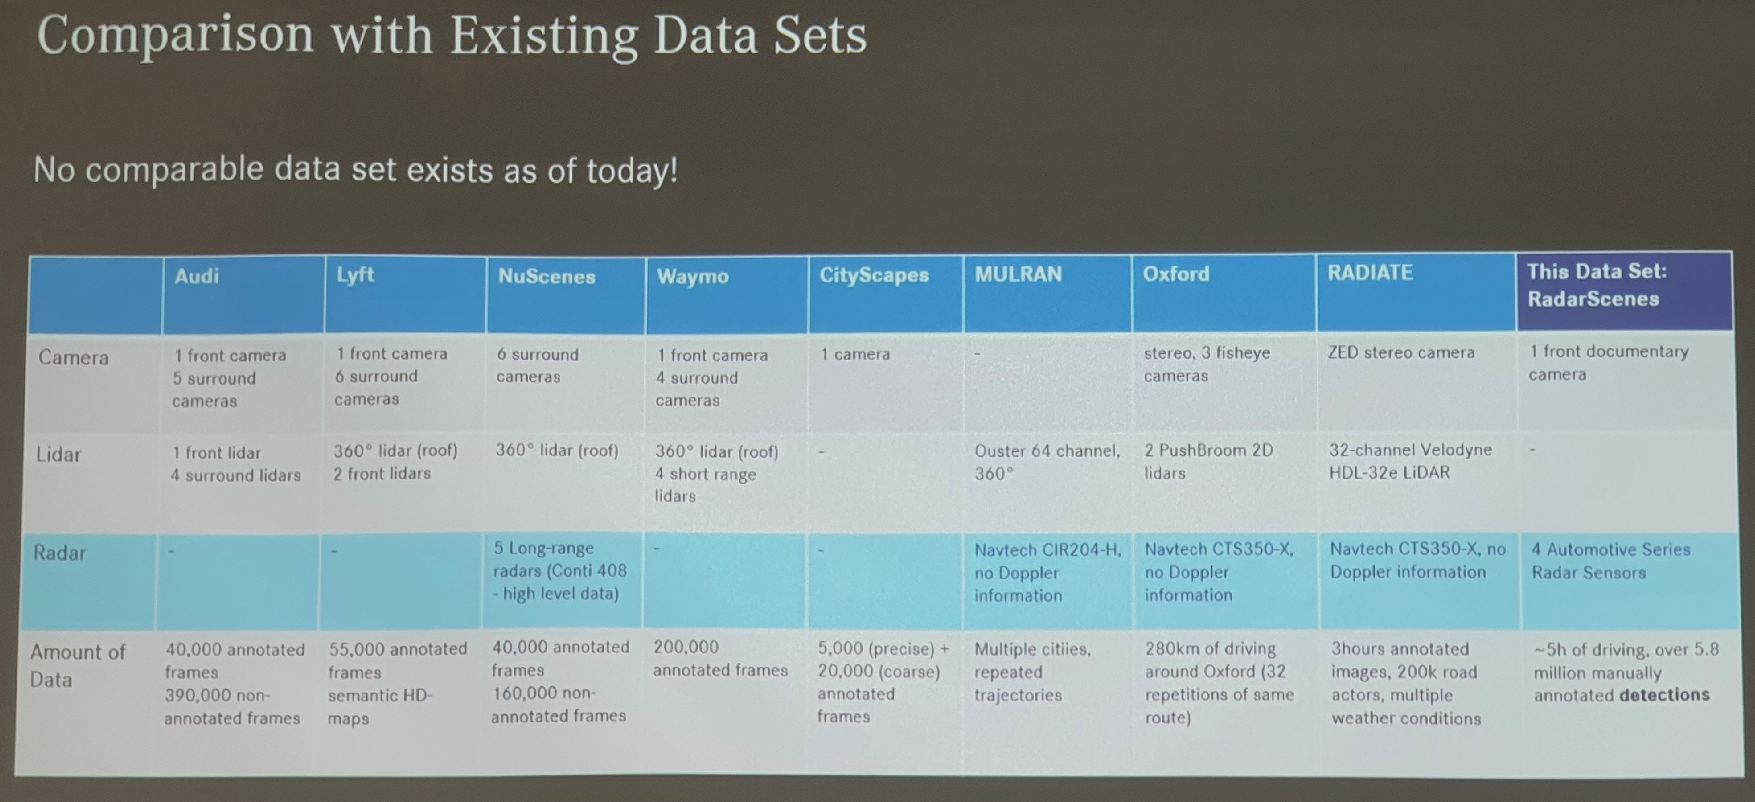 Comparison with Existing Data Sets
No comparable data set exists as of today!
Audi
Lyft
NuScenes
Waymo
CityScapes
MULRAN
Oxford
RADIATE
This Data Set:
RadarScenes
Camera
1 front camera
5 surround
cameras
1 front camera
6 surround
cameras
6 surround
cameras
1 front camera
4 surround
cameras
1 camera
-
stereo, 3 fisheye
cameras
ZED stereo camera
1 front documentary
camera
Lidar
1 front lidar
4 surround lidars
360° lidar (roof)
2 front lidars
360° lidar (roof)
360° lidar (roof)
4 short range
lidars
-
Ouster 64 channel,
360°
2 PushBroom 2D
lidars
32-channel Velodyne
HDL-32e LiDAR
-
Radar
-
-
5 Long-range
radars (Conti 408
- high level data)
-
-
Navtech CIR204-H,
no Doppler
information
Navtech CTS350-X,
no Doppler
information
Navtech CTS350-X, no
Doppler information
4 Automotive Series
Radar Sensors
Amount of
Data
40,000 annotated
frames
390,000 non-
annotated frames
55,000 annotated
frames
semantic HD-
maps
40,000 annotated
frames
160,000 non-
annotated frames
200,000
annotated frames
5,000 (precise) +
20,000 (coarse)
annotated
frames
Multiple citiies,
repeated
trajectories
280km of driving
around Oxford (32
repetitions of same
route)
3hours annotated
images, 200k road
actors, multiple
weather conditions
~5h of driving, over 5.8
million manually
annotated detections